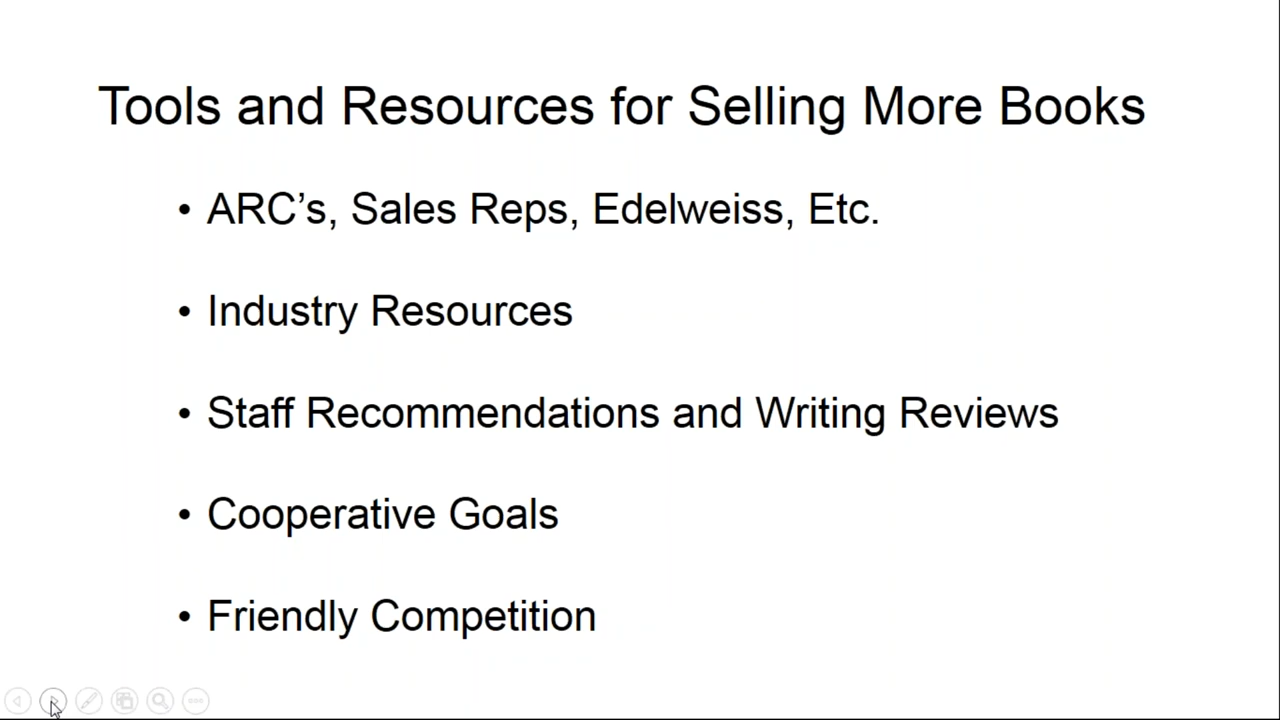 Tools and Resources for Selling More Books
• ARC’s, Sales Reps, Edelweiss, Etc.
• Industry Resources
• Staff Recommendations and Writing Reviews
• Cooperative Goals
• Friendly Competition